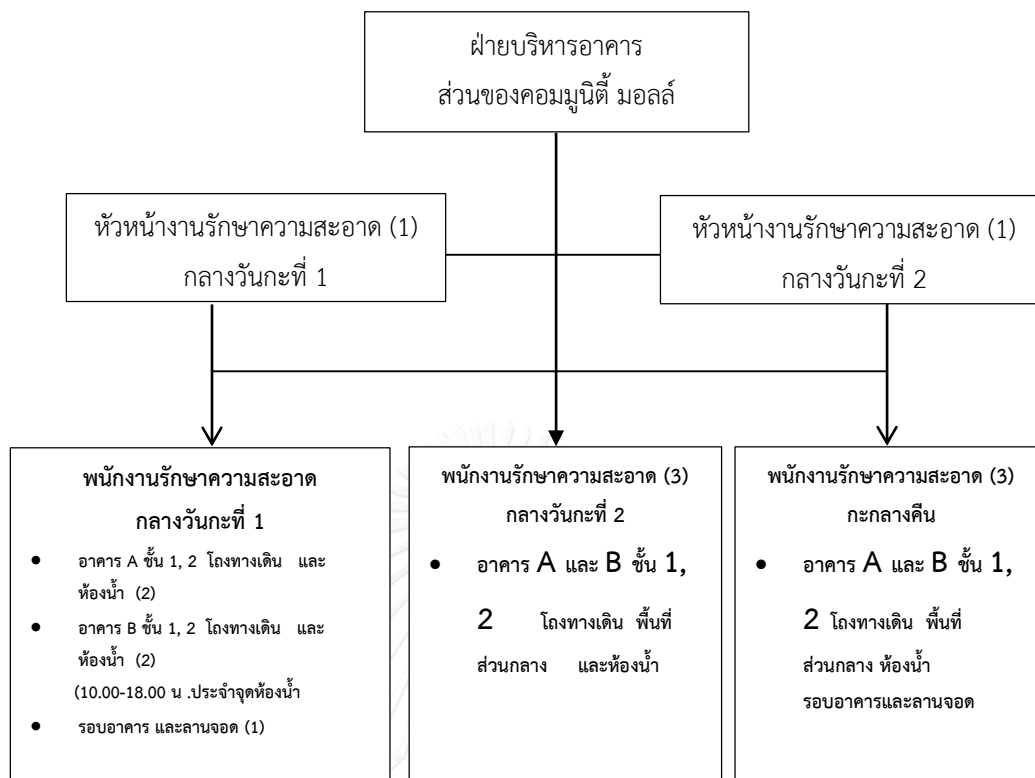 ฝ่ายบริหารอาคาร
ส่วนของคอมมูนิตี้ มอลล์
หัวหน้างานรักษาความสะอาด (1)
กลางวันกะที่ 1
หัวหน้างานรักษาความสะอาด (1)
กลางวันกะที่ 2
พนักงานรักษาความสะอาด
กลางวันกะที่ 1
• อาคาร A ชั้น 1, 2 โถงทางเดิน และ
ห้องน้ำ (2)
• อาคาร B ชั้น 1, 2 โถงทางเดิน และ
ห้องน้ำ (2)
(10.00-18.00 น .ประจำจุดห้องน้ำ
• รอบอาคาร และลานจอด (1)
พนักงานรักษาความสะอาด (3)
กลางวันกะที่ 2
• อาคาร A และ B ชั้น 1,
2 โถงทางเดิน พื้นที่
ส่วนกลาง และห้องน้ำ
พนักงานรักษาความสะอาด (3)
กะกลางคืน
• อาคาร A และ B ชั้น 1,
2 โถงทางเดิน พื้นที่
ส่วนกลาง ห้องน้ำ
รอบอาคารและลานจอด